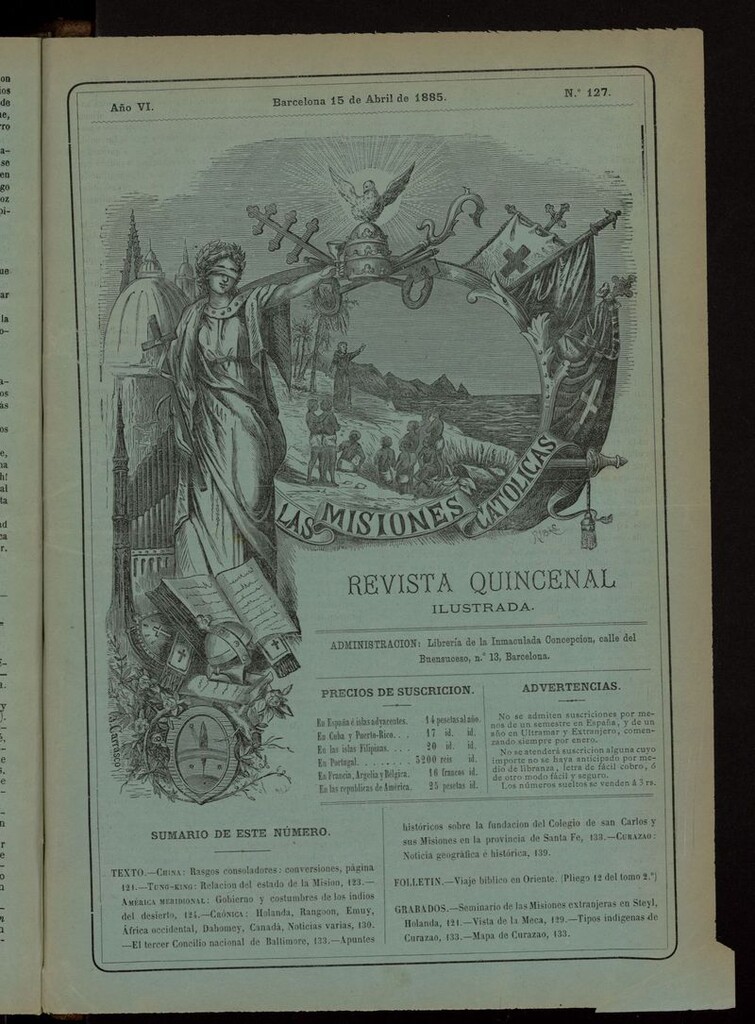 Año VI.
Barcelona 15 de Abril de 1885.
N.° 127.
LAS MISIONES CATOLICAS
REVISTA QUINCENAL
ILUSTRADA.
ADMINISTRACION: Librería de la Inmaculada Concepcion, calle del
Buensuceso, n.° 13, Barcelona.
PRECIOS DE SUSCRICION.
En España é islas adyacentes. 14 pesetas al año.
En Cuba y Puerto-Rico. . . 17 id. id.
En las islas Filipinas. . . . 20 id. id.
En Portugal. . . . . . . . 3200 reis id.
En Francia, Argelia y Bélgica. 16 francos id.
En las republicas de América. 25 pesetas id.
ADVERTENCIAS.
No se admiten suscriciones por me-
nos de un semestre en España, y de un
año en Ultramar y Extranjero, comen-
zando siempre por enero.
No se atenderá suscricion alguna cuyo
importe no se haya anticipado por me-
dio de libranza, letra de fácil cobro, ó
de otro modo fácil y seguro.
Los números sueltos se venden á 3 rs.
Carrasco
SUMARIO DE ESTE NÚMERO.
TEXTO.—CHINA: Rasgos consoladores: conversiones, página
121.—TUNG-KING: Relacion del estado de la Mision, 123.—
AMÉRICA MERIDIONAL: Gobierno y costumbres de los indios
del desierto, 124.—CRÓNICA: Holanda, Rangoon, Emuy,
África occidental, Dahomey, Canadá, Noticias varias, 130.
—El tercer Concilio nacional de Baltimore, 133.—Apuntes
históricos sobre la fundacion del Colegio de san Carlos y
sus Misiones en la provincia de Santa Fe, 133.—CURAZAO:
Noticia geográfica é histórica, 139.
FOLLETIN.—Viaje bíblico en Oriente. (Pliego 12 del tomo 2.°)
GRABADOS.—Seminario de las Misiones extranjeras en Steyl,
Holanda, 121.—Vista de la Meca, 129.—Tipos indígenas de
Curazao, 133.—Mapa de Curazao, 133.